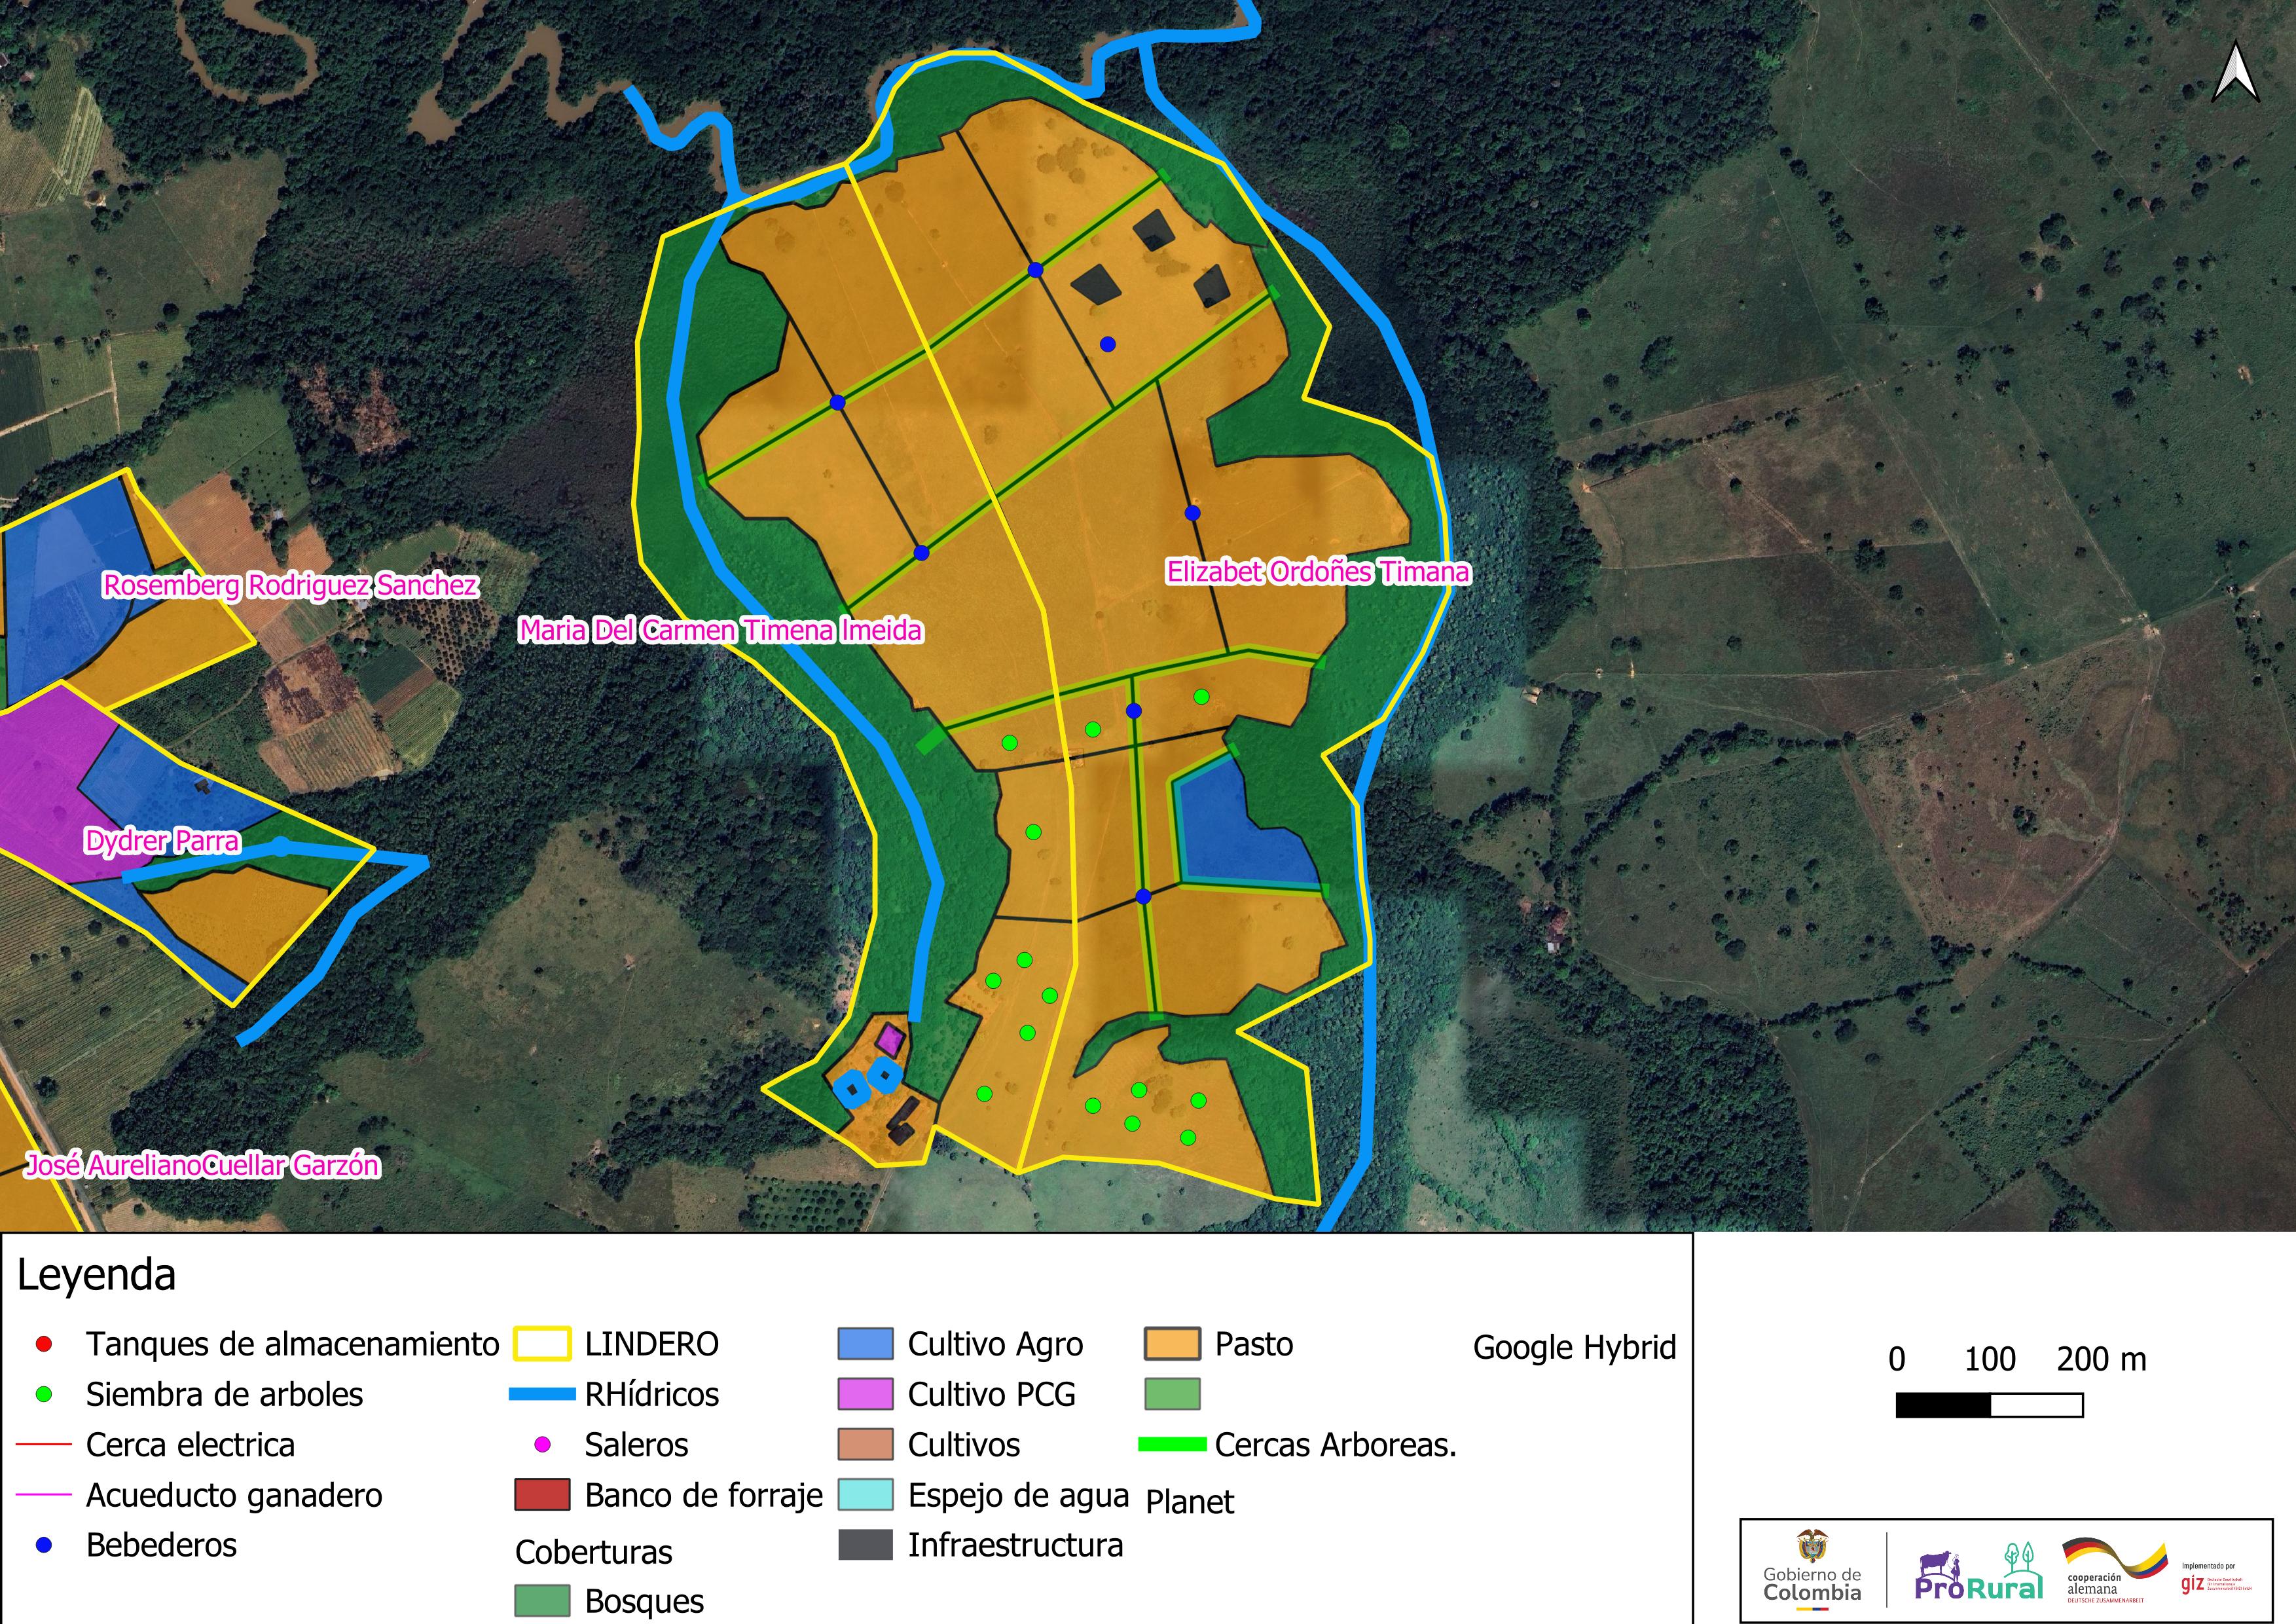 Rosemberg Rodriguez Sanchez
Elizabet Ordoñes Timana
Maria Del Carmen Timena Imeida
Dydrer Parra
José AurelianoCuellar Garzón
Leyenda
Tanques de almacenamiento
Siembra de arboles
Cerca electrica
Acueducto ganadero
Bebederos
LINDERO
RHídricos
Saleros
Banco de forraje
Coberturas
Bosques
Cultivo Agro
Cultivo PCG
Cultivos
Espejo de agua
Infraestructura
Pasto
Cercas Arboreas.
Planet
Google Hybrid
0 100 200 m
Gobierno de
Colombia
ProRural
cooperación
alemana
DEUTSCHE ZUSAMMENARBEIT
Implementado por
giz